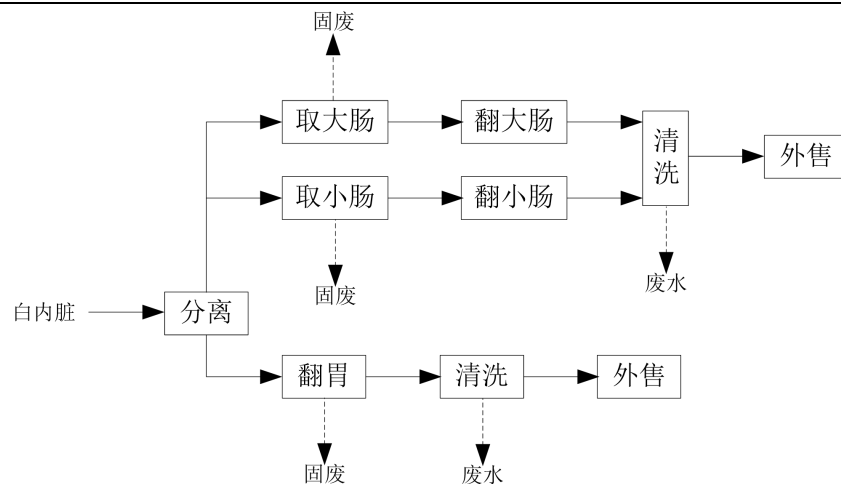 固废
取大肠
翻大肠
清洗
外售
取小肠
翻小肠
固废
废水
白内脏
分离
翻胃
清洗
外售
固废
废水